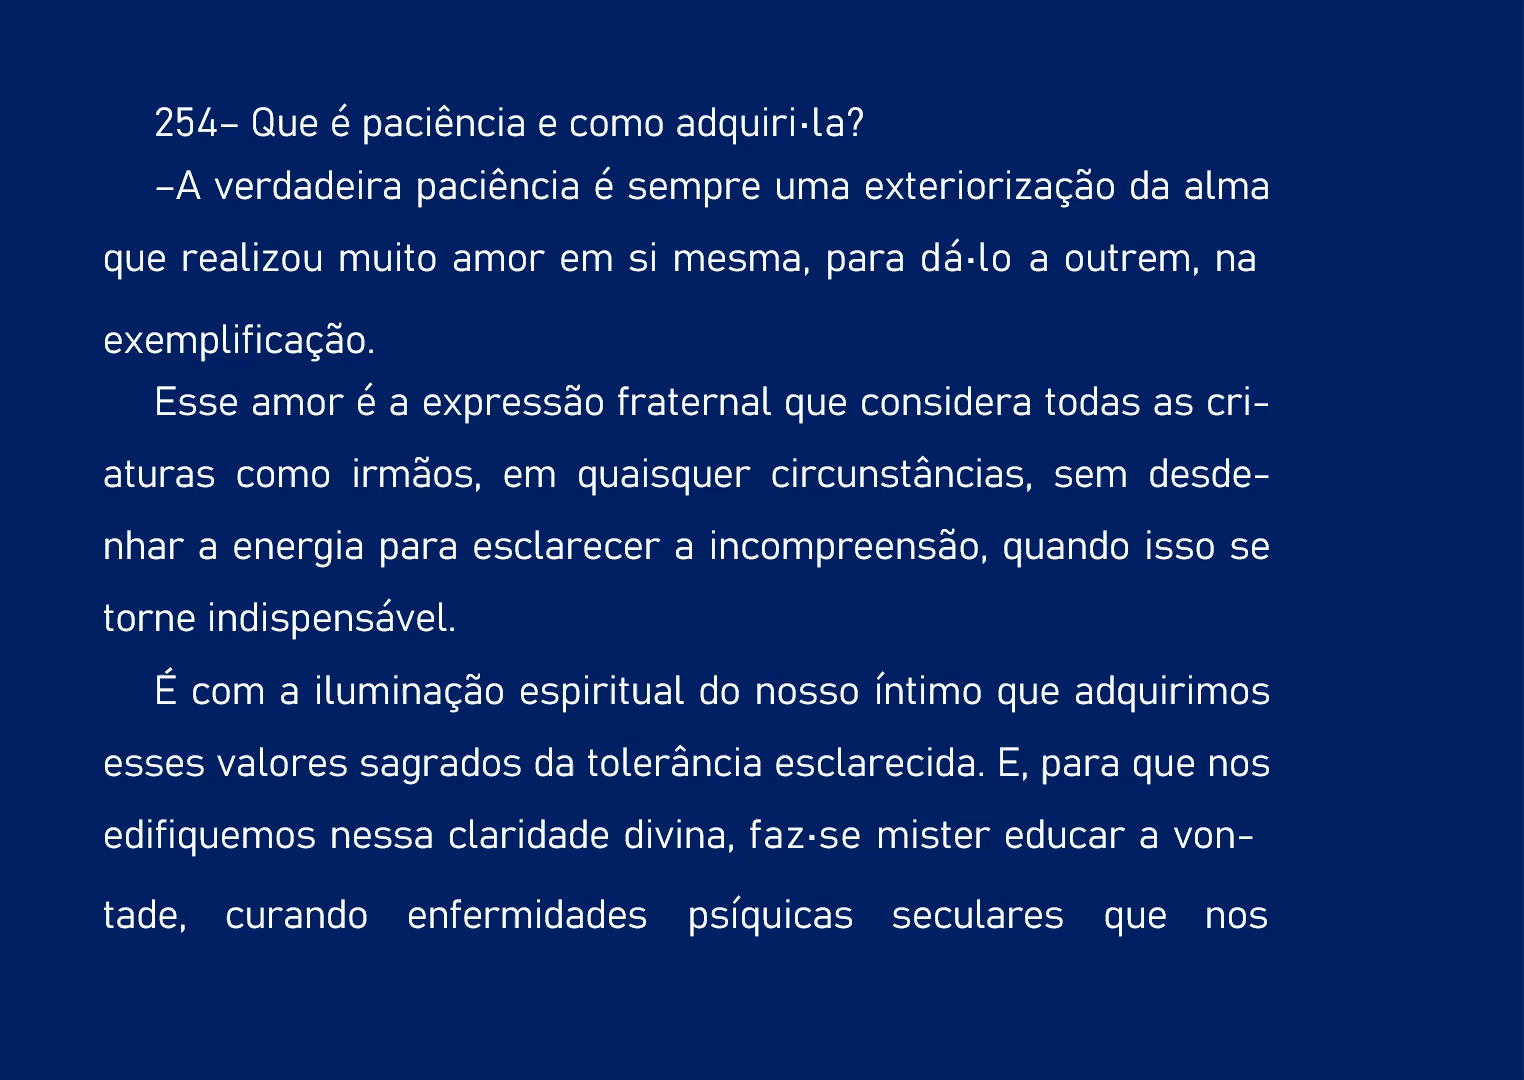 254– Que é paciência e como adquiri·la?
–A verdadeira paciência é sempre uma exteriorização da alma
que realizou muito amor em si mesma, para dá·lo a outrem, na
exemplificação.
Esse amor é a expressão fraternal que considera todas as cri-
aturas como irmãos, em quaisquer circunstâncias, sem desde-
nhar a energia para esclarecer a incompreensão, quando isso se
torne indispensável.
É com a iluminação espiritual do nosso íntimo que adquirimos
esses valores sagrados da tolerância esclarecida. E, para que nos
edifiquemos nessa claridade divina, faz·se mister educar a von-
tade, curando enfermidades psíquicas seculares que nos